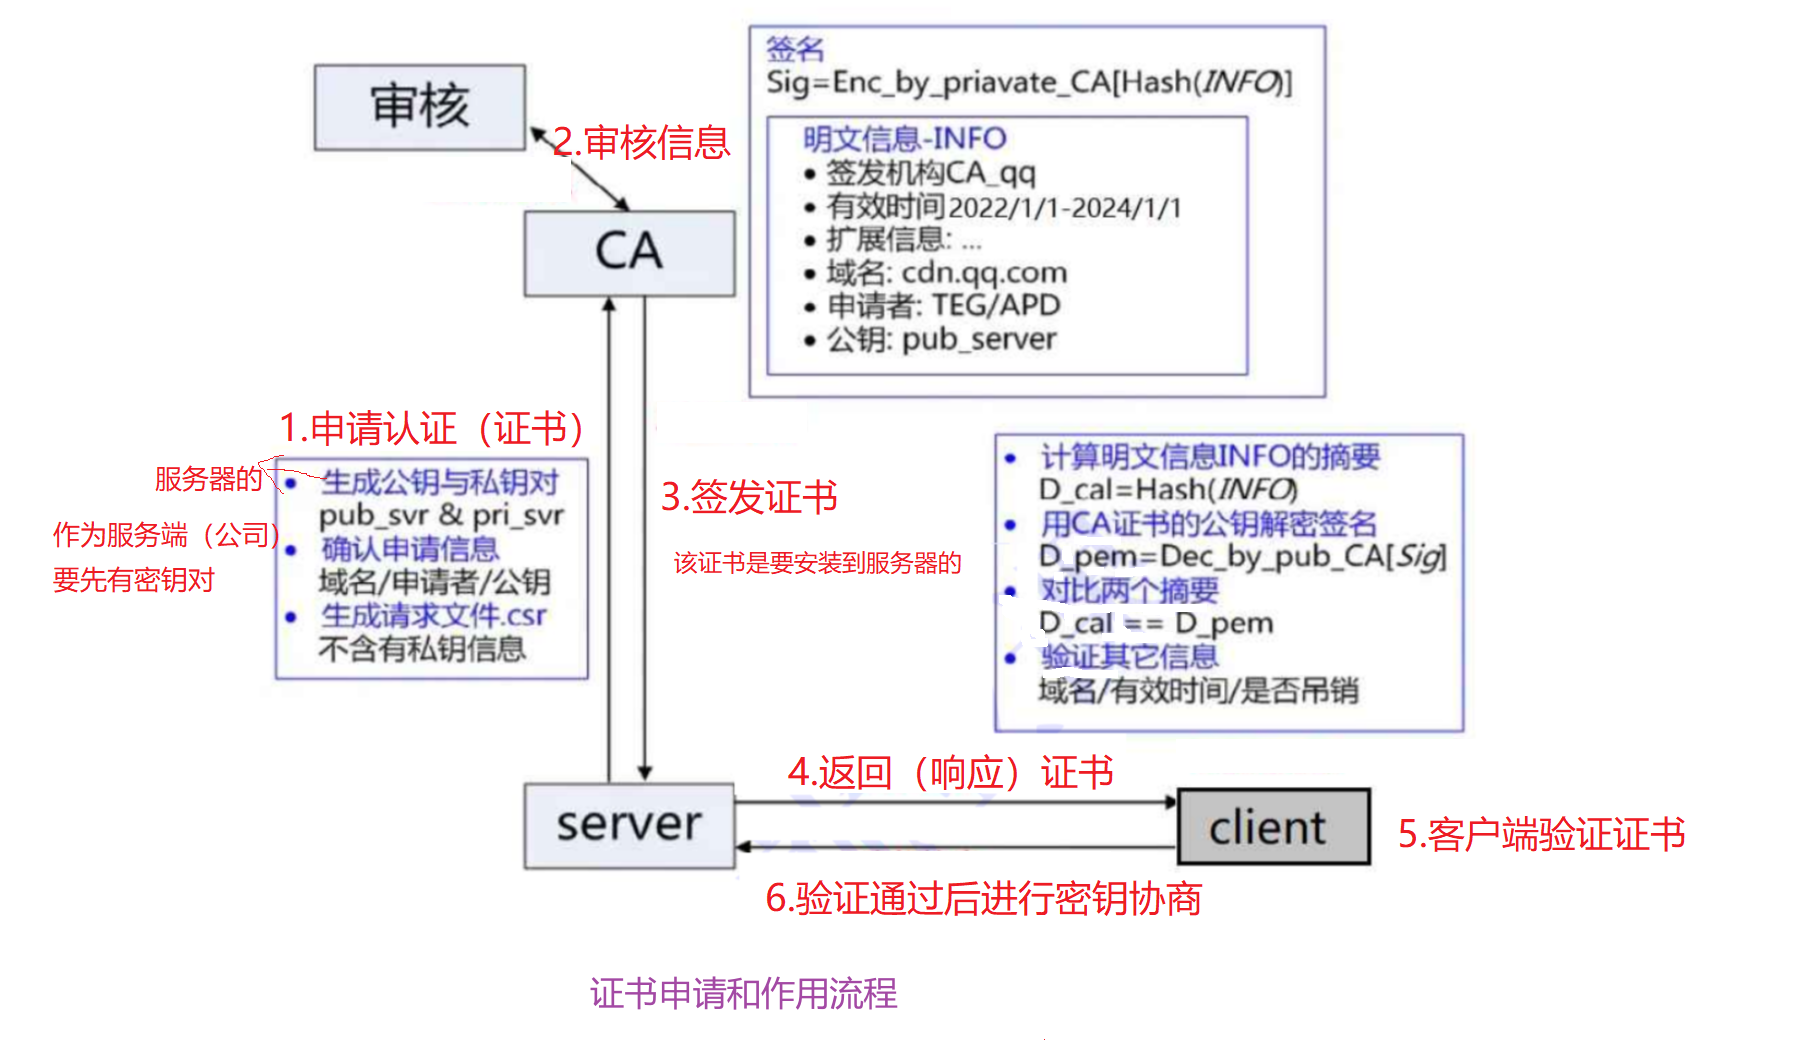 审核
2.审核信息
CA
签名
Sig=Enc_by_priavate_CA[Hash(INFO)]
明文信息-INFO
• 签发机构CA_qq
• 有效时间2022/1/1-2024/1/1
• 扩展信息: ...
• 域名: cdn.qq.com
• 申请者: TEG/APD
• 公钥: pub_server
1.申请认证（证书）
服务器的
作为服务端（公司）
要先有密钥对
• 生成公钥与私钥对
pub_svr & pri_svr
• 确认申请信息
域名/申请者/公钥
• 生成请求文件.csr
不含有私钥信息
3.签发证书
该证书是要安装到服务器的
• 计算明文信息INFO的摘要
D_cal=Hash(INFO)
• 用CA证书的公钥解密签名
D_pem=Dec_by_pub_CA[Sig]
• 对比两个摘要
D_cal == D_pem
• 验证其它信息
域名/有效时间/是否吊销
server
4.返回（响应）证书
client
5.客户端验证证书
6.验证通过后进行密钥协商
证书申请和作用流程